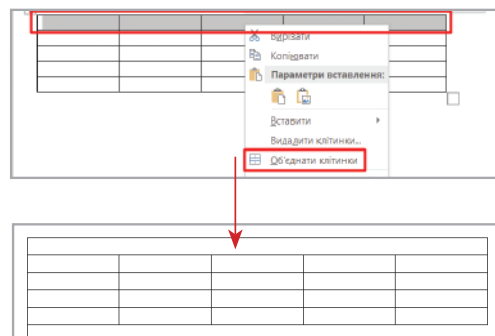 Вирізати
Копіювати
Параметри вставлення:
Вставити
Видалити клітинки...
Об'єднати клітинки